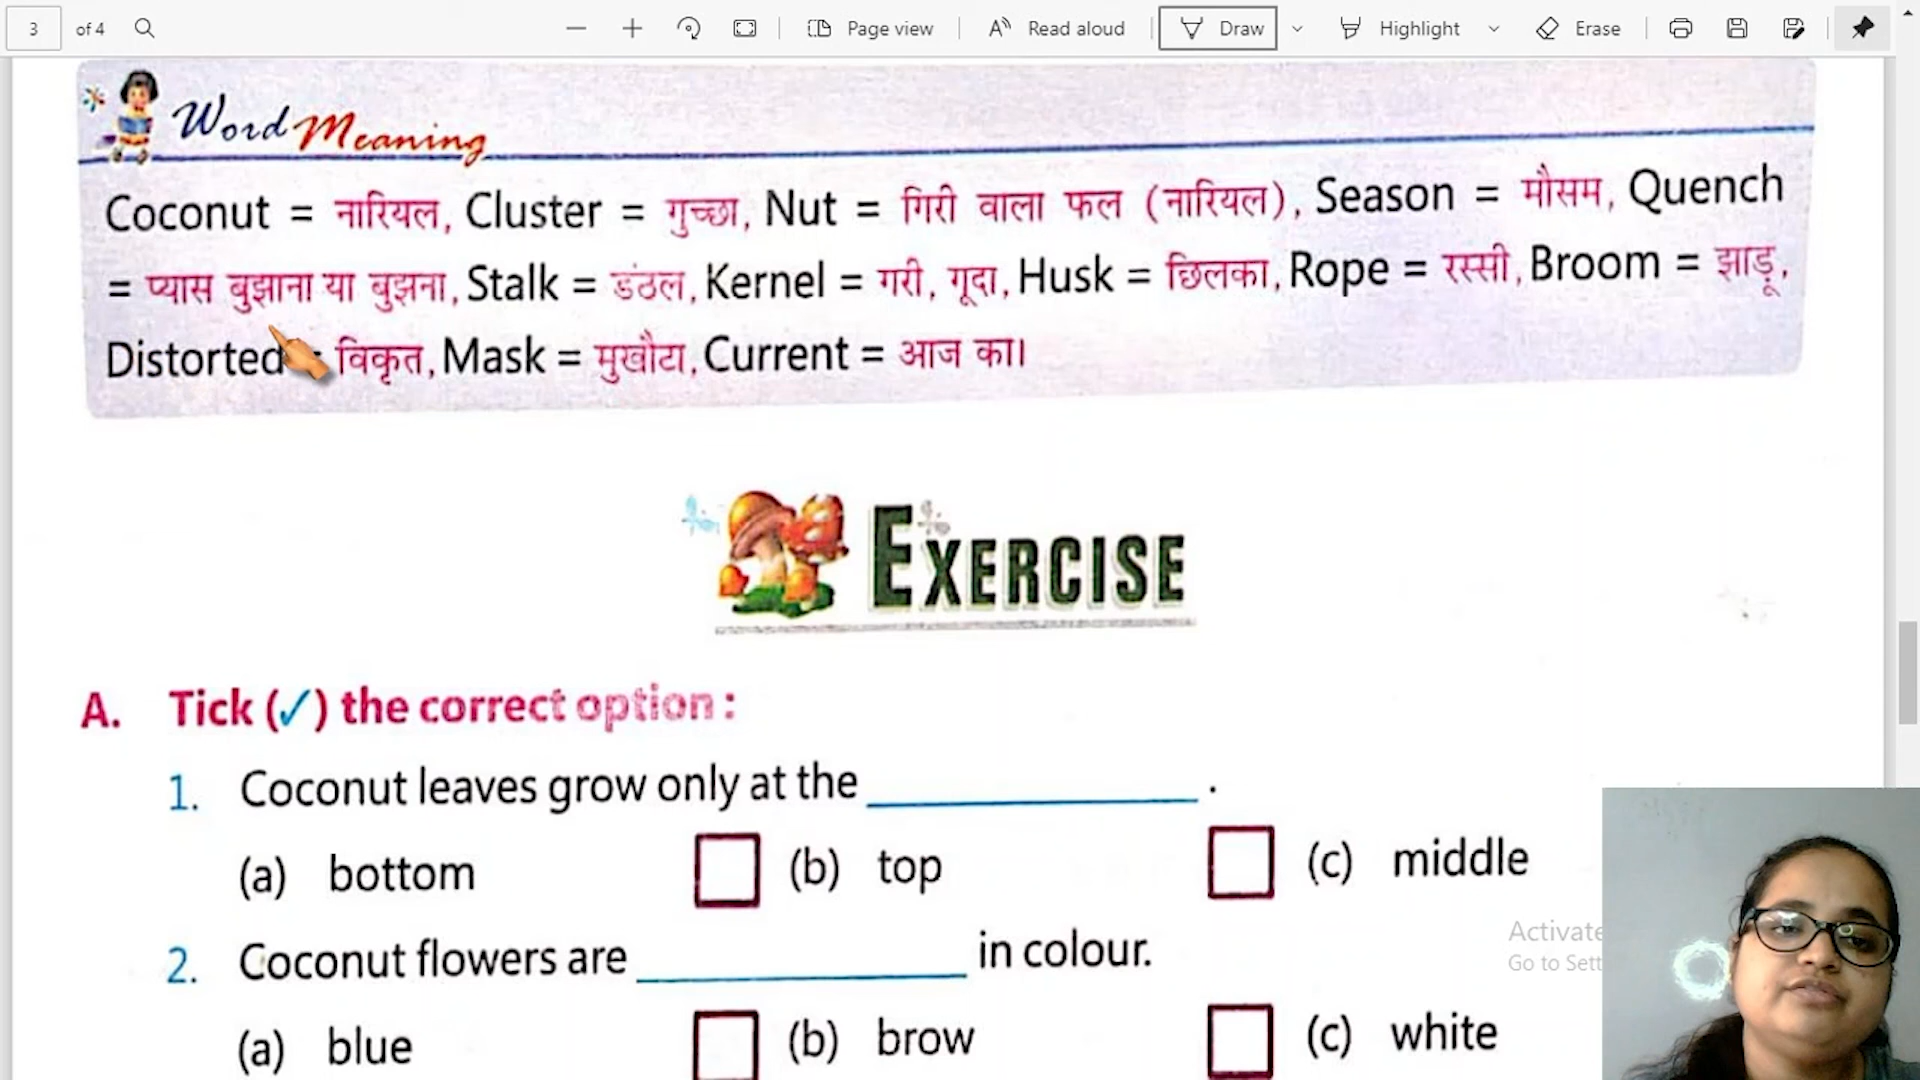 3 of 4 Page view Read aloud Draw Highlight Erase
Word Meaning
Coconut = नारियल, Cluster = गुच्छा, Nut = गिरी वाला फल (नारियल), Season = मौसम, Quench
= प्यास बुझाना या बुझना, Stalk = डंठल, Kernel = गरी, गूदा, Husk = छिलका, Rope = रस्सी, Broom = झाड़ू,
Distorted = विकृत, Mask = मुखौटा, Current = आज का।
EXERCISE
A. Tick (✓) the correct option :
1. Coconut leaves grow only at the ____________ .
(a) bottom (b) top (c) middle
2. Coconut flowers are ____________ in colour.
(a) blue (b) brow (c) white
Activate
Go to Sett